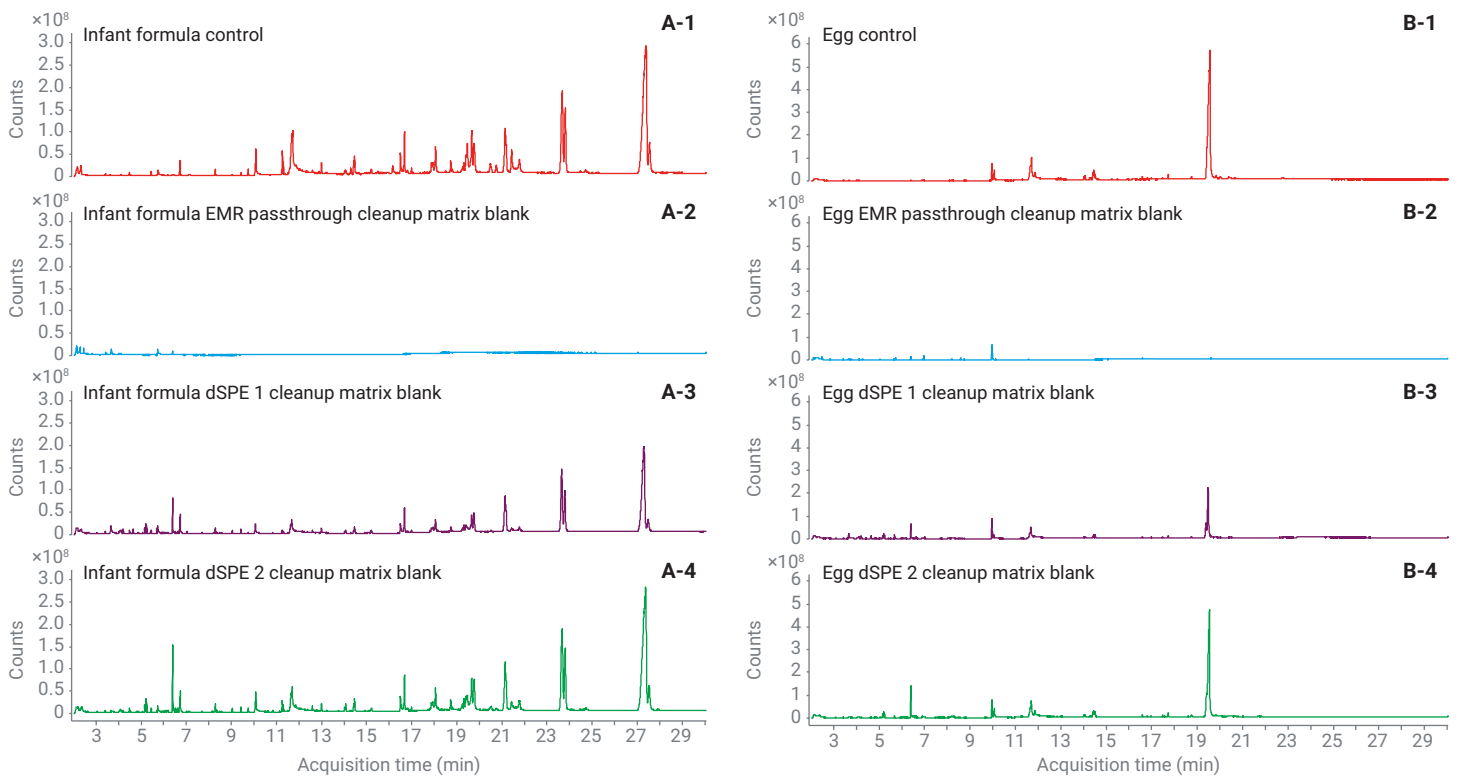 ×10⁸
Infant formula control
A-1
3.0
2.5
2.0
1.5
1.0
0.5
0
Counts
×10⁸
Infant formula EMR passthrough cleanup matrix blank
A-2
3.0
2.5
2.0
1.5
1.0
0.5
0
Counts
×10⁸
Infant formula dSPE 1 cleanup matrix blank
A-3
3.0
2.5
2.0
1.5
1.0
0.5
0
Counts
×10⁸
Infant formula dSPE 2 cleanup matrix blank
A-4
3.0
2.5
2.0
1.5
1.0
0.5
0
Counts
3 5 7 9 11 13 15 17 19 21 23 25 27 29
Acquisition time (min)
×10⁸
Egg control
B-1
6
5
4
3
2
1
0
Counts
×10⁸
Egg EMR passthrough cleanup matrix blank
B-2
6
5
4
3
2
1
0
Counts
×10⁸
Egg dSPE 1 cleanup matrix blank
B-3
6
5
4
3
2
1
0
Counts
×10⁸
Egg dSPE 2 cleanup matrix blank
B-4
6
5
4
3
2
1
0
Counts
3 5 7 9 11 13 15 17 19 21 23 25 27 29
Acquisition time (min)